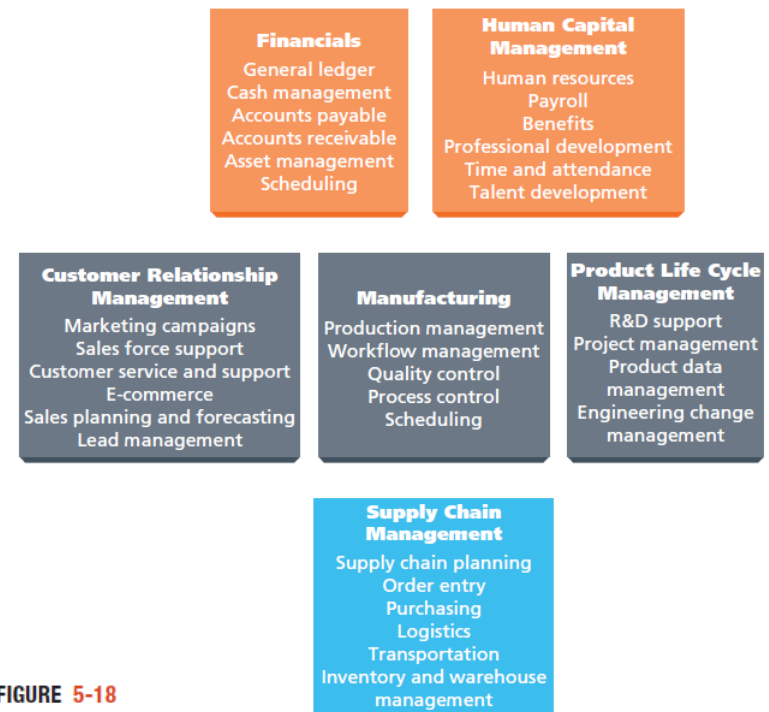 Financials
General ledger
Cash management
Accounts payable
Accounts receivable
Asset management
Scheduling
Human Capital
Management
Human resources
Payroll
Benefits
Professional development
Time and attendance
Talent development
Customer Relationship
Management
Marketing campaigns
Sales force support
Customer service and support
E-commerce
Sales planning and forecasting
Lead management
Manufacturing
Production management
Workflow management
Quality control
Process control
Scheduling
Product Life Cycle
Management
R&D support
Project management
Product data
management
Engineering change
management
Supply Chain
Management
Supply chain planning
Order entry
Purchasing
Logistics
Transportation
Inventory and warehouse
management
FIGURE 5-18